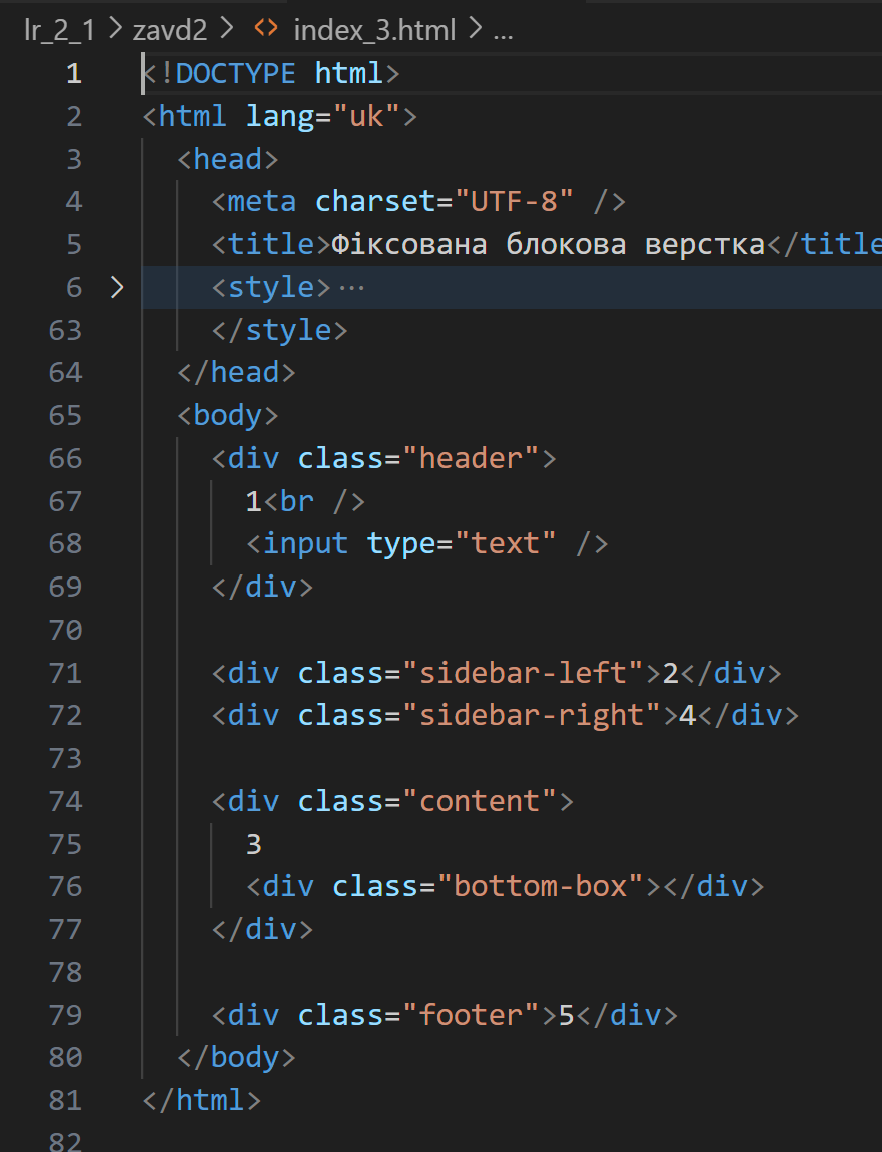 lr_2_1 > zavd2 > <> index_3.html > ...
1 <!DOCTYPE html>
2 <html lang="uk">
3 <head>
4 <meta charset="UTF-8" />
5 <title>Фіксована блокова верстка</title
6 > <style> ···
63 </style>
64 </head>
65 <body>
66 <div class="header">
67 1<br />
68 <input type="text" />
69 </div>
70
71 <div class="sidebar-left">2</div>
72 <div class="sidebar-right">4</div>
73
74 <div class="content">
75 3
76 <div class="bottom-box"></div>
77 </div>
78
79 <div class="footer">5</div>
80 </body>
81 </html>
82